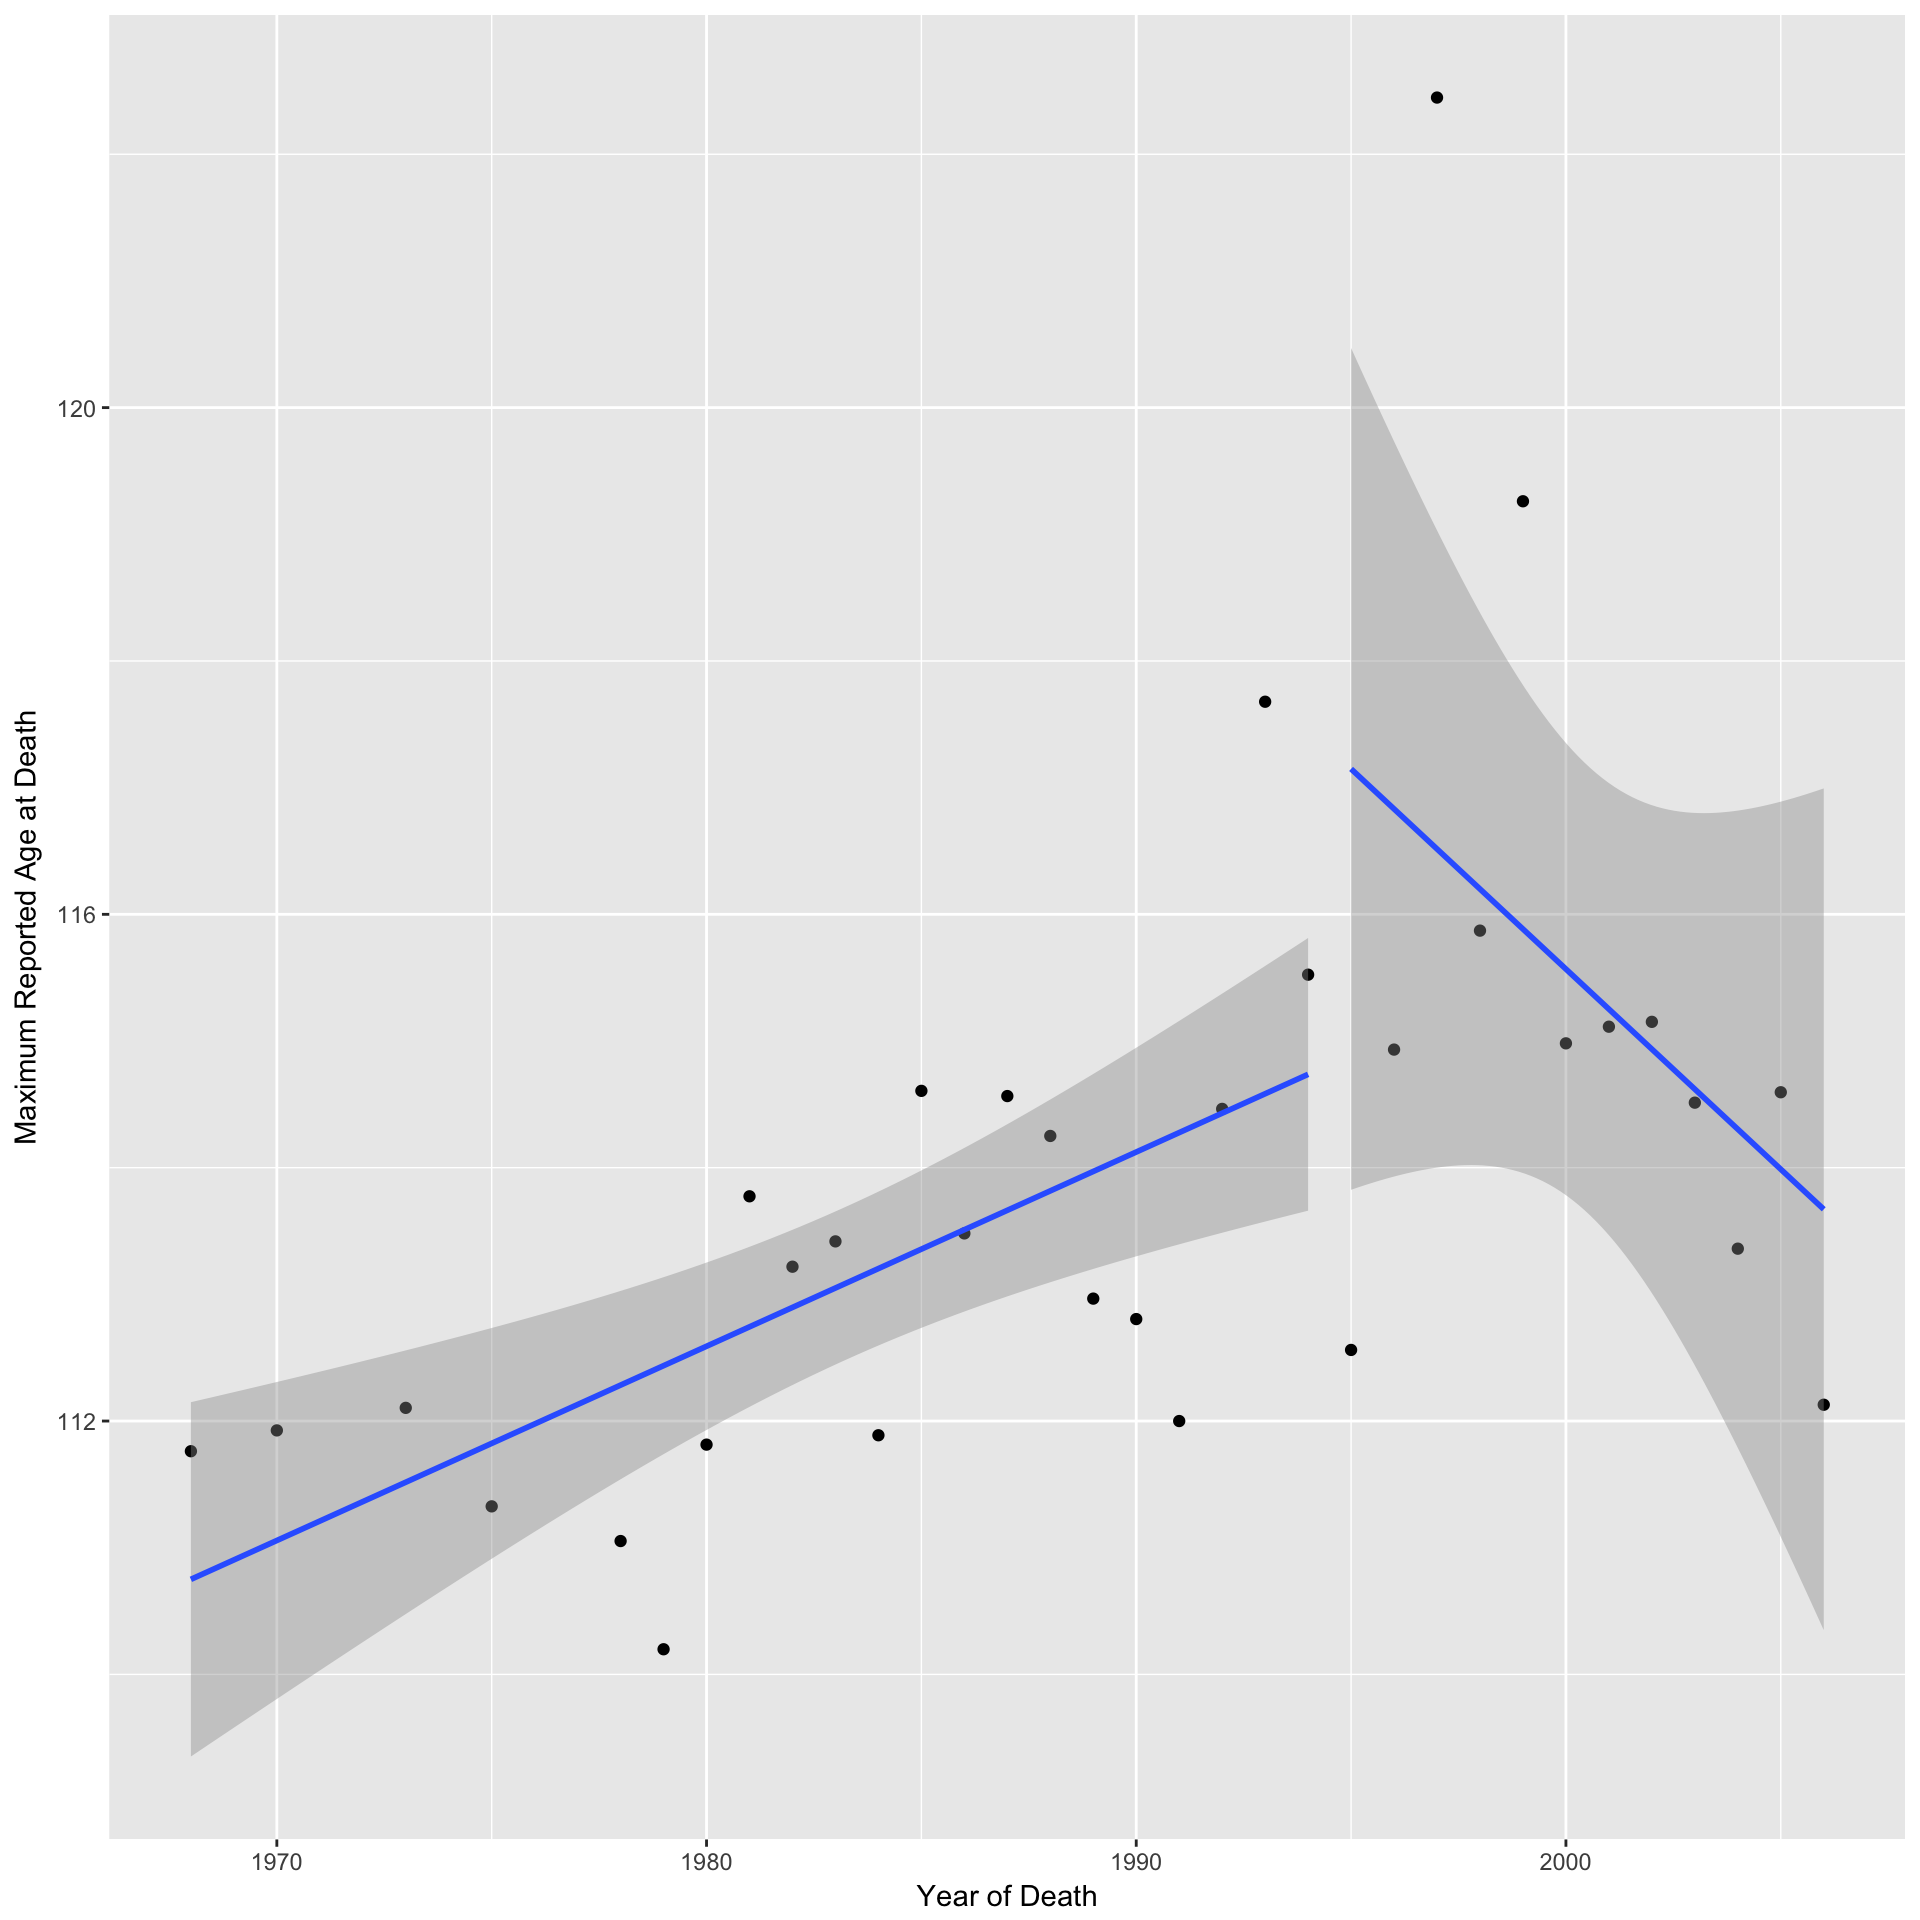 Maximum Reported Age at Death
120
116
112
1970 1980 1990 2000
Year of Death